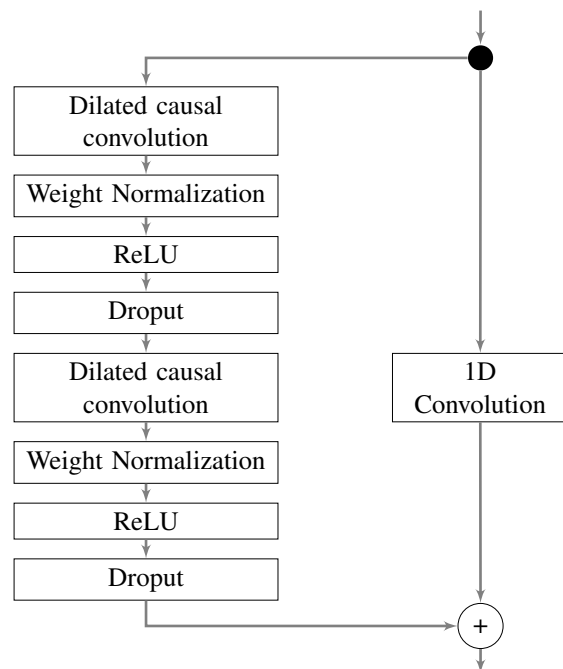 Dilated causal
convolution
Weight Normalization
ReLU
Droput
Dilated causal
convolution
Weight Normalization
ReLU
Droput
1D
Convolution
+